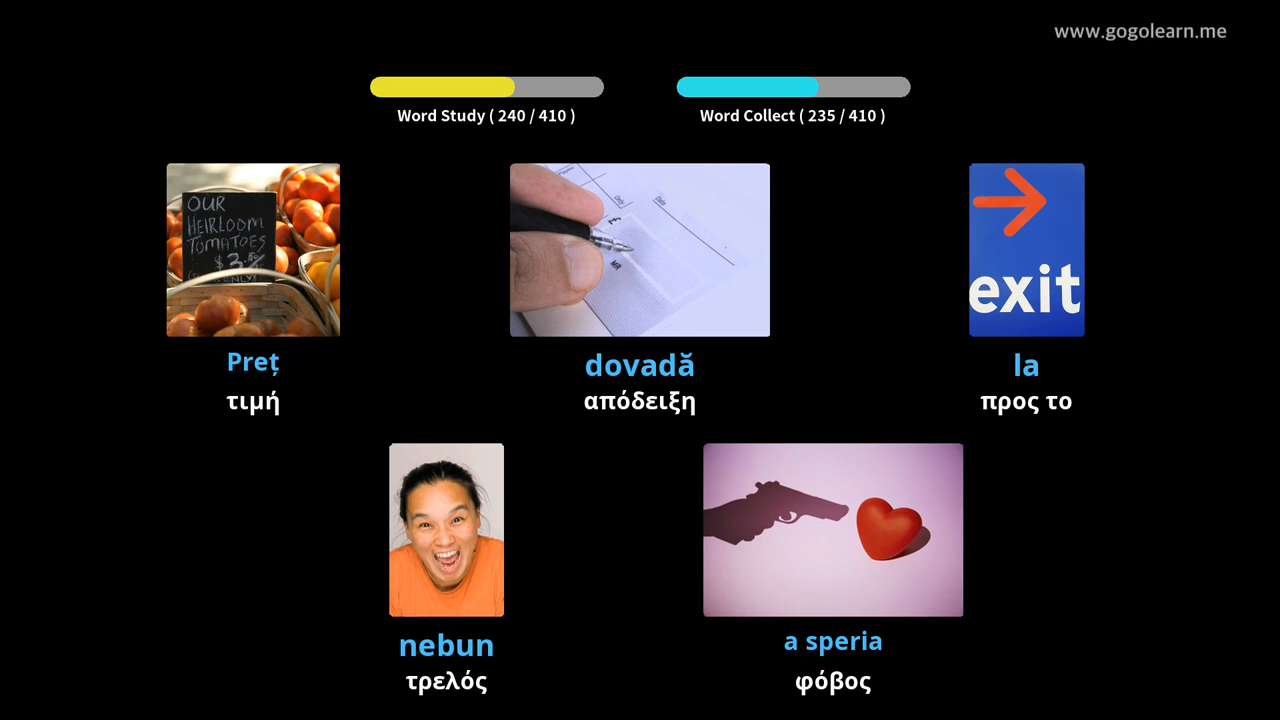 www.gogolearn.me
Word Study ( 240 / 410 )
Word Collect ( 235 / 410 )
OUR
HEIRLOOM
TOMATOES
exit
Preț
dovadă
la
τιμή
απόδειξη
προς το
nebun
a speria
τρελός
φόβος